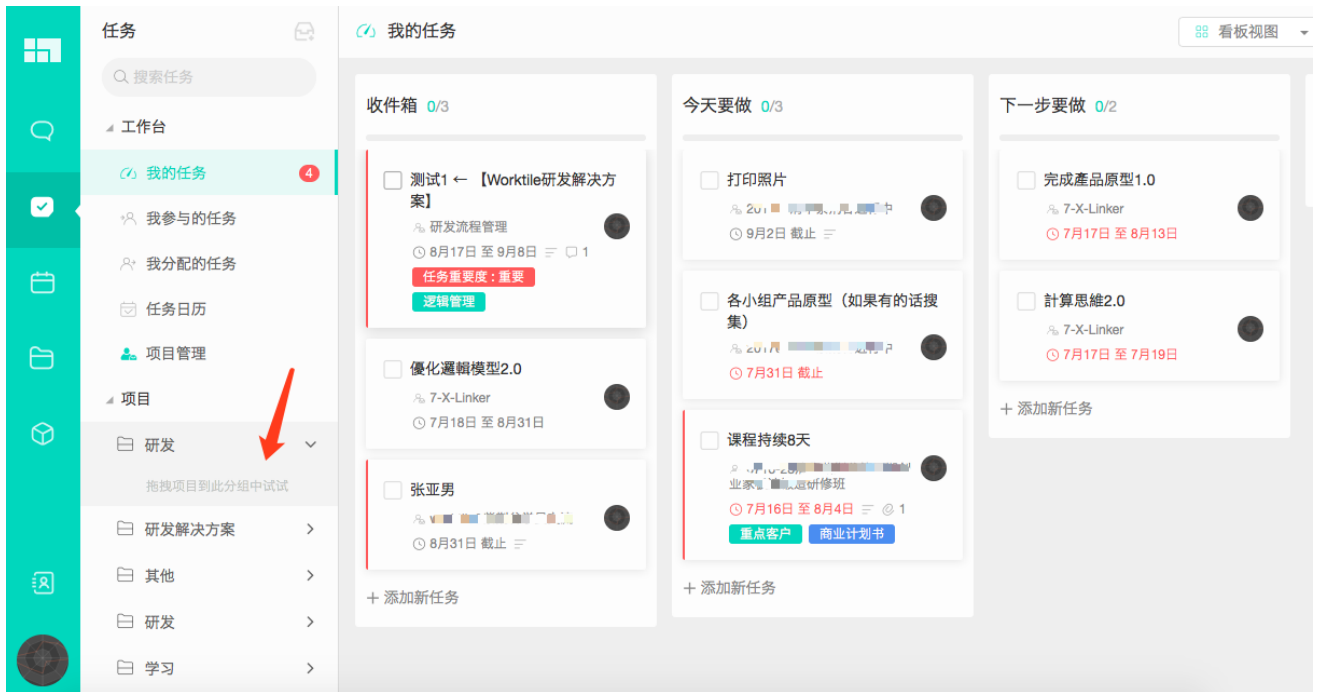 任务
搜索任务
工作台
我的任务
4
我参与的任务
我分配的任务
任务日历
项目管理
项目
研发
拖拽项目到此分组中试试
研发解决方案
其他
研发
学习
我的任务
看板视图
收件箱 0/3
测试1 ← 【Worktile研发解决方
案】
研发流程管理
8月17日 至 9月8日 1
任务重要度：重要
逻辑管理
優化邏輯模型2.0
7-X-Linker
7月18日 至 8月31日
张亚男
8月31日 截止
+ 添加新任务
今天要做 0/3
打印照片
9月2日 截止
各小组产品原型（如果有的话搜
集）
7月31日 截止
课程持续8天
业家
研修班
7月16日 至 8月4日 1
重点客户 商业计划书
+ 添加新任务
下一步要做 0/2
完成產品原型1.0
7-X-Linker
7月17日 至 8月13日
計算思維2.0
7-X-Linker
7月17日 至 7月19日
+ 添加新任务